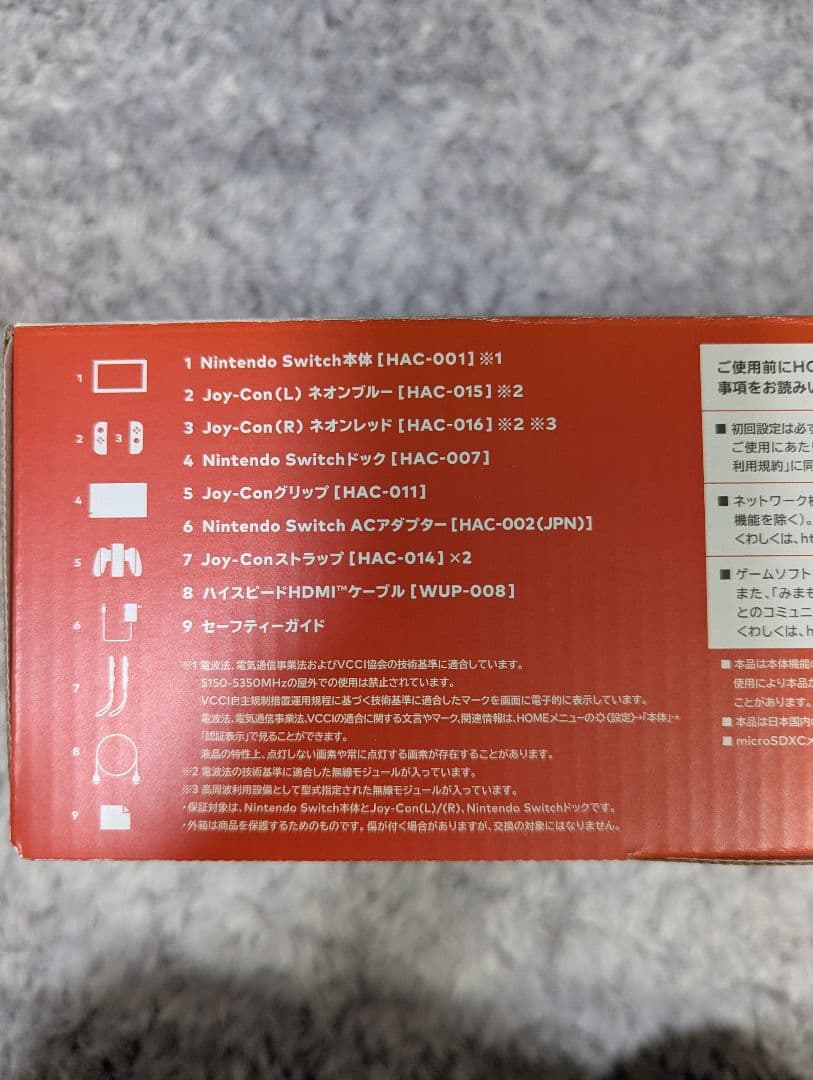 1 Nintendo Switch本体 [HAC-001] ※1
2 Joy-Con(L) ネオンブルー [HAC-015] ※2
3 Joy-Con(R) ネオンレッド [HAC-016] ※2 ※3
4 Nintendo Switchドック [HAC-007]
5 Joy-Conグリップ [HAC-011]
6 Nintendo Switch ACアダプター [HAC-002(JPN)]
7 Joy-Conストラップ [HAC-014] ×2
8 ハイスピードHDMI™ケーブル [WUP-008]
9 セーフティーガイド
1
2
3
4
5
6
7
8
9
※1 電波法、電気通信事業法およびVCCI協会の技術基準に適合しています。
5150-5350MHzの屋外での使用は禁止されています。
VCCI自主規制措置運用規程に基づく技術基準に適合したマークを画面に電子的に表示しています。
電波法、電気通信事業法、VCCIの適合に関する文言やマーク、関連情報は、HOMEメニューの(設定)→「本体」→
「認証表示」で見ることができます。
液晶の特性上、点灯しない画素や常に点灯する画素が存在することがあります。
※2 電波法の技術基準に適合した無線モジュールが入っています。
※3 高周波利用設備として型式指定された無線モジュールが入っています。
・保証対象は、Nintendo Switch本体とJoy-Con(L)/(R)、Nintendo Switchドックです。
・外箱は商品を保護するためのものです。傷が付く場合がありますが、交換の対象にはなりません。
ご使用前にHO
事項をお読みい
■ 初回設定は必ず
ご使用にあた
利用規約」に同
■ ネットワーク
機能を除く)。
くわしくは、ht
■ ゲームソフト
また、「みまも
とのコミュニ
くわしくは、h
■ 本品は本体機能の
使用により本品が
ことがあります。
■ 本品は日本国内
■ microSDXC